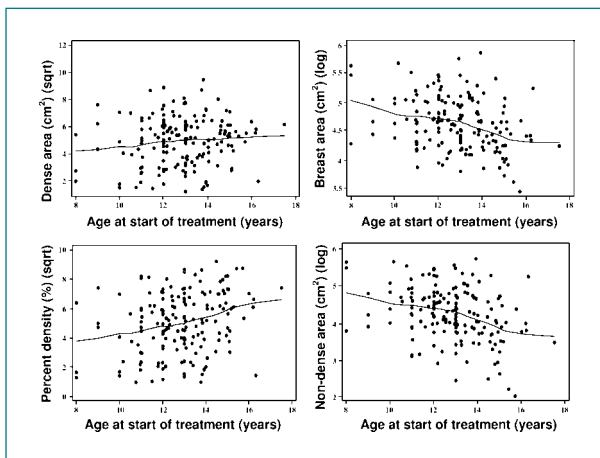 Dense area (cm²) (sqrt)
12
10
8
6
4
2
8 10 12 14 16 18
Age at start of treatment (years)
Breast area (cm²) (log)
6
5.5
5
4.5
4
3.5
8 10 12 14 16 18
Age at start of treatment (years)
Percent density (%) (sqrt)
10
8
6
4
2
0
8 10 12 14 16 18
Age at start of treatment (years)
Non-dense area (cm²) (log)
6
5
4
3
2
8 10 12 14 16 18
Age at start of treatment (years)